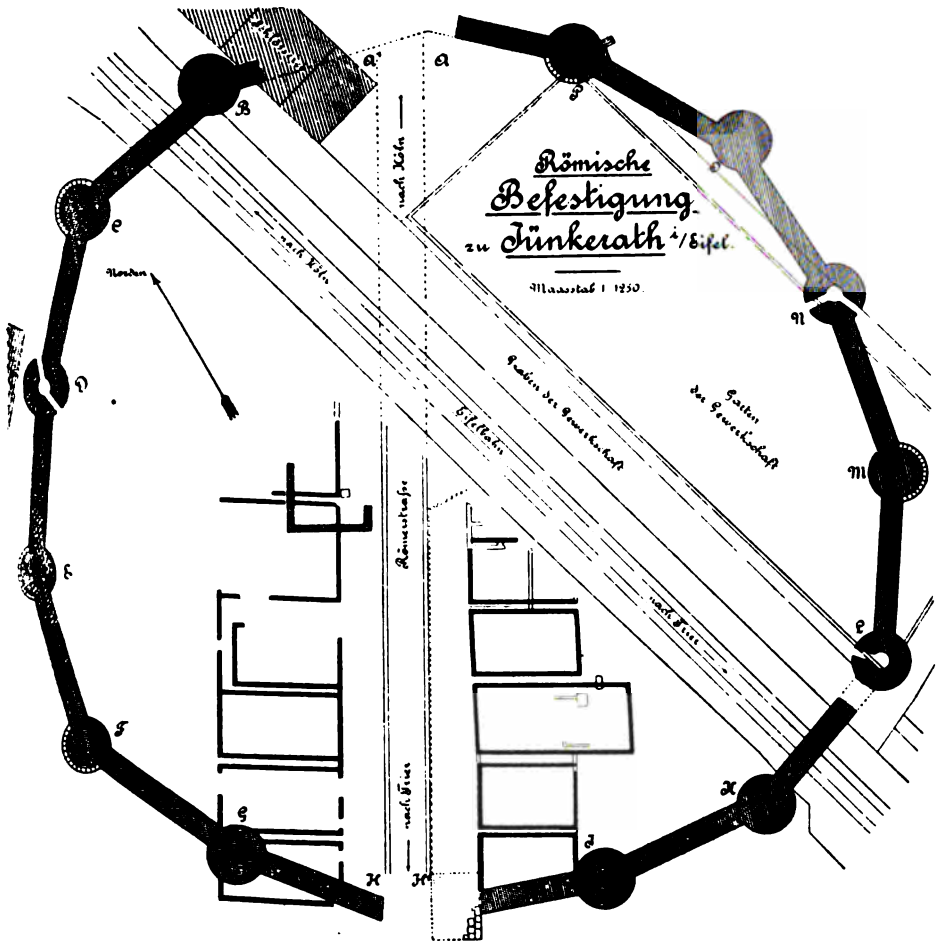 Römische
Befestigung
zu Jünkerath i/Eifel.
Maasstab 1:1250.
A'
A
B
C
D
E
F
G
H
H'
J
K
L
M
N
P
nach Köln
nach Köln
Norden
Graben der Gewerkschaft
Garten
der Gewerkschaft
Eifelbahn
Römerstraße
nach Trier
nach Trier